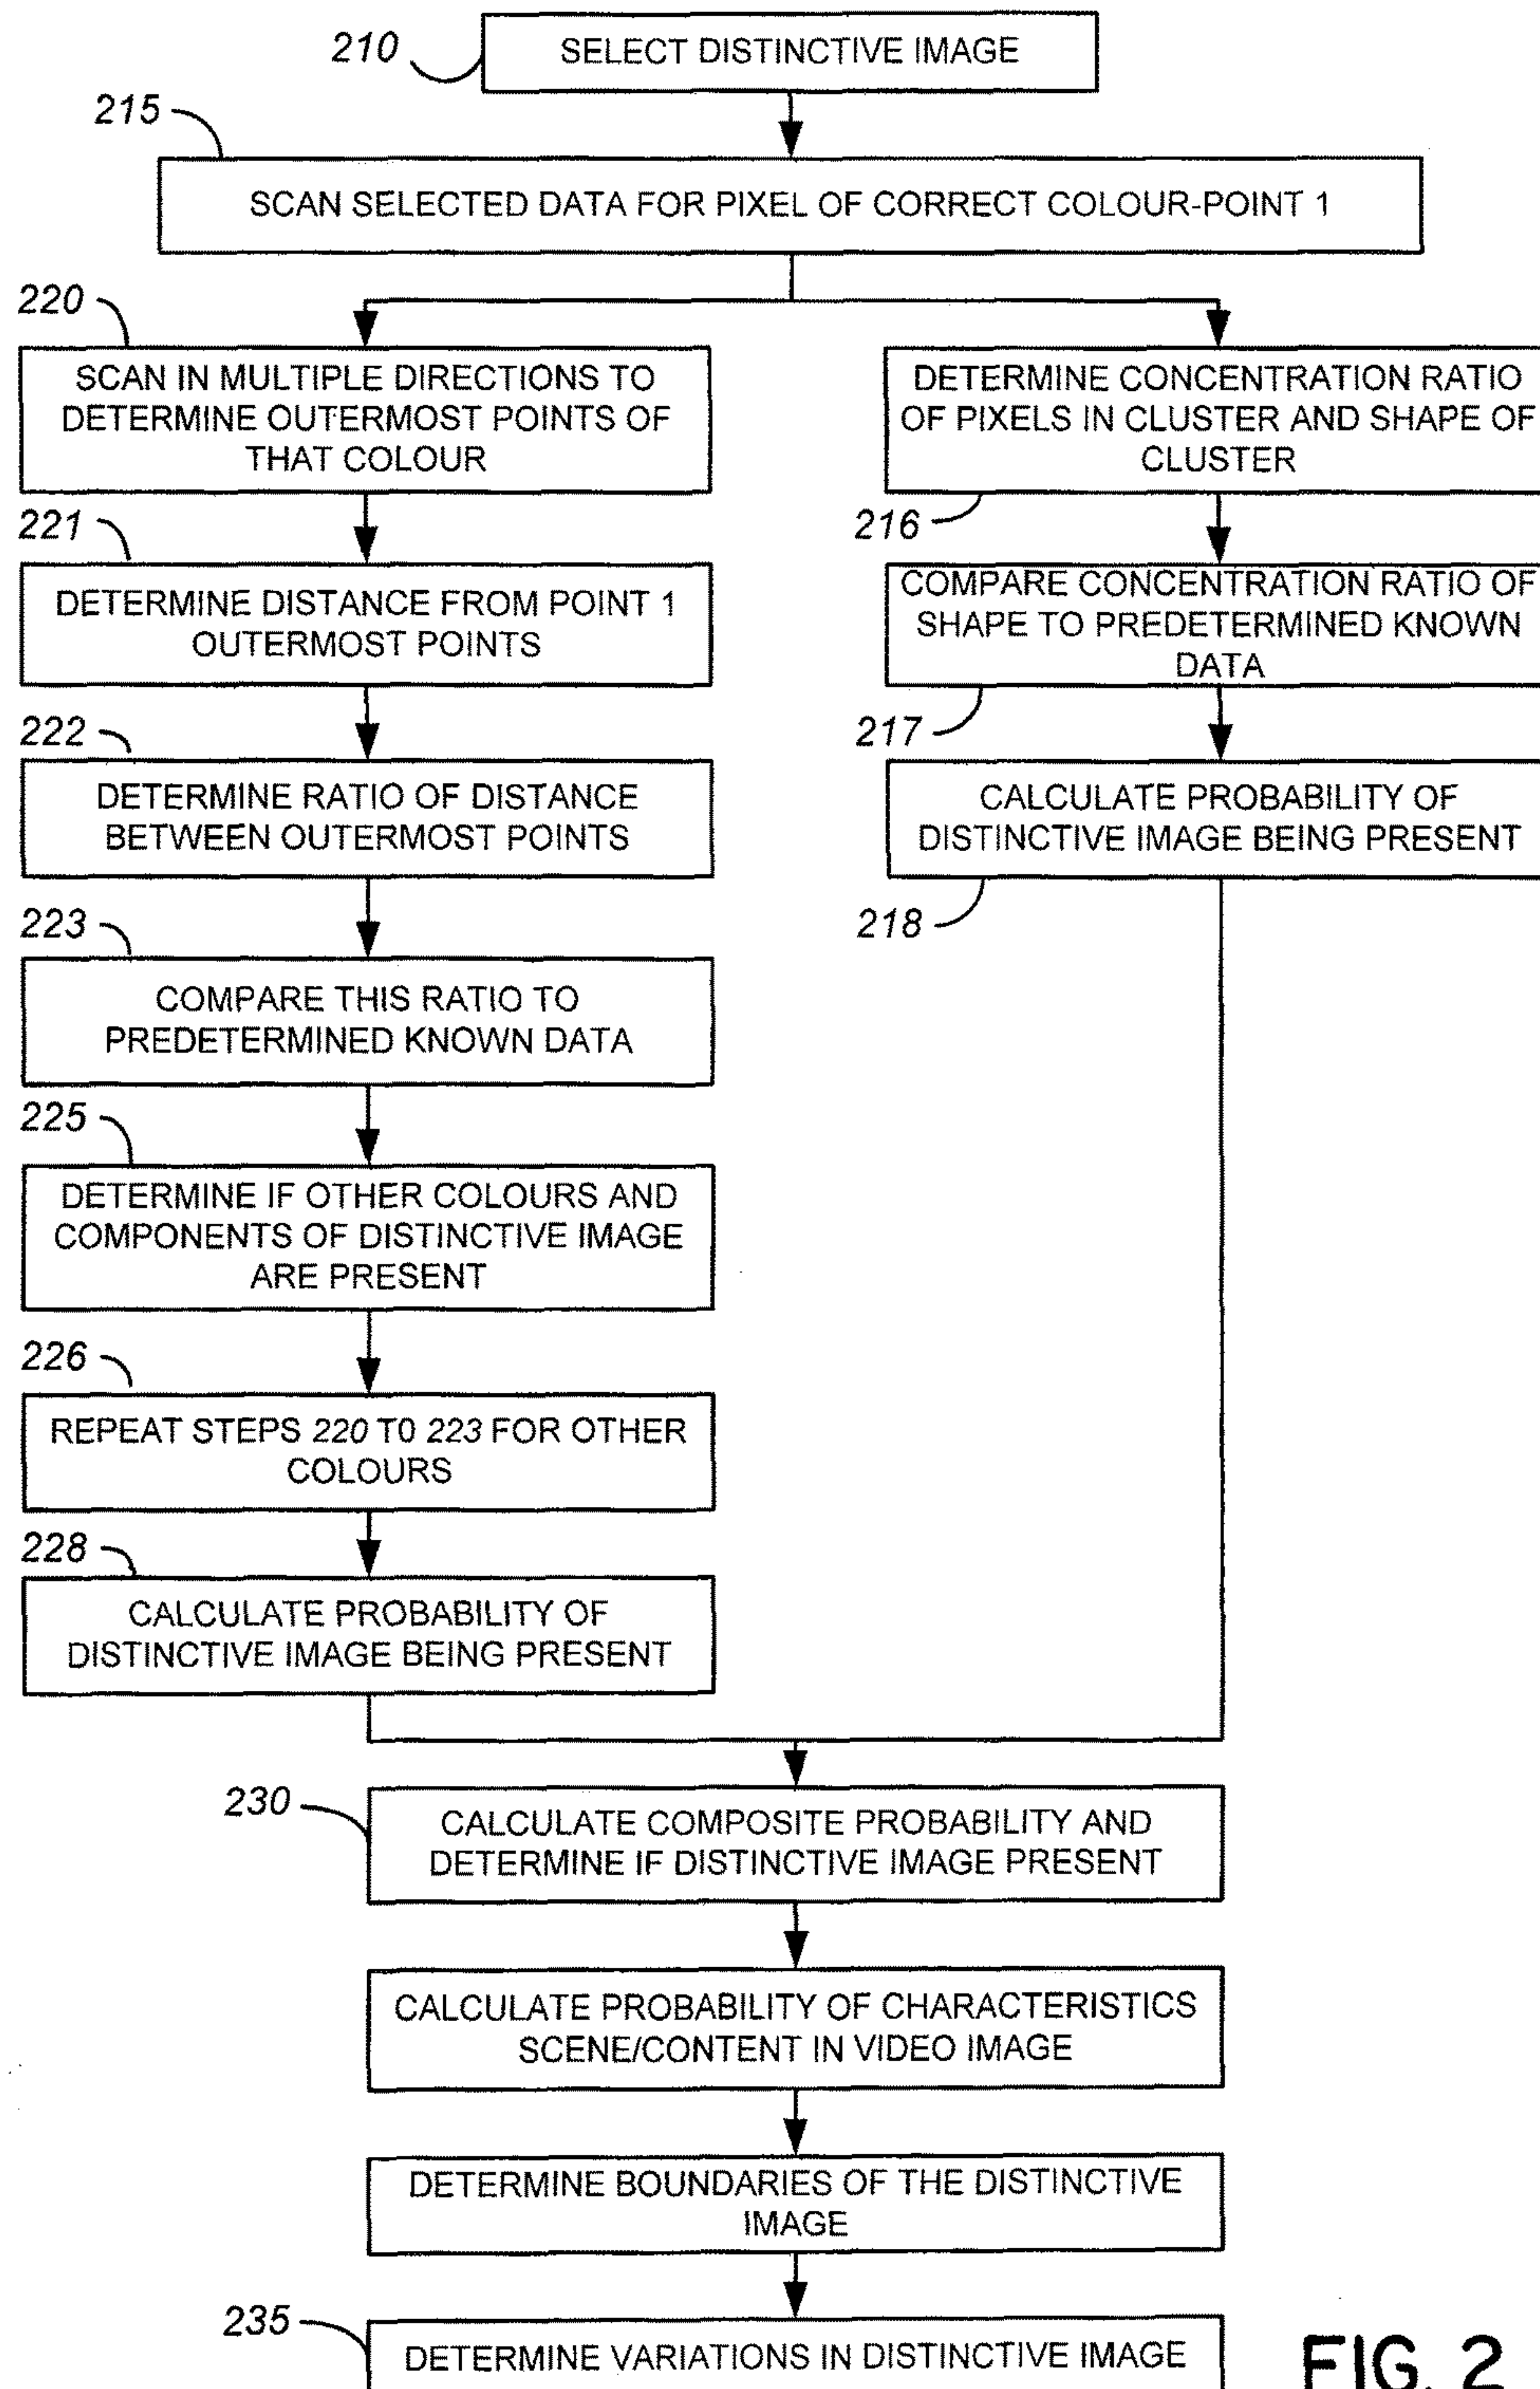 210
SELECT DISTINCTIVE IMAGE
215
SCAN SELECTED DATA FOR PIXEL OF CORRECT COLOUR-POINT 1
220
SCAN IN MULTIPLE DIRECTIONS TO
DETERMINE OUTERMOST POINTS OF
THAT COLOUR
221
DETERMINE DISTANCE FROM POINT 1
OUTERMOST POINTS
222
DETERMINE RATIO OF DISTANCE
BETWEEN OUTERMOST POINTS
223
COMPARE THIS RATIO TO
PREDETERMINED KNOWN DATA
225
DETERMINE IF OTHER COLOURS AND
COMPONENTS OF DISTINCTIVE IMAGE
ARE PRESENT
226
REPEAT STEPS 220 TO 223 FOR OTHER
COLOURS
228
CALCULATE PROBABILITY OF
DISTINCTIVE IMAGE BEING PRESENT
DETERMINE CONCENTRATION RATIO
OF PIXELS IN CLUSTER AND SHAPE OF
CLUSTER
216
COMPARE CONCENTRATION RATIO OF
SHAPE TO PREDETERMINED KNOWN
DATA
217
CALCULATE PROBABILITY OF
DISTINCTIVE IMAGE BEING PRESENT
218
230
CALCULATE COMPOSITE PROBABILITY AND
DETERMINE IF DISTINCTIVE IMAGE PRESENT
CALCULATE PROBABILITY OF CHARACTERISTICS
SCENE/CONTENT IN VIDEO IMAGE
DETERMINE BOUNDARIES OF THE DISTINCTIVE
IMAGE
235
DETERMINE VARIATIONS IN DISTINCTIVE IMAGE
FIG. 2